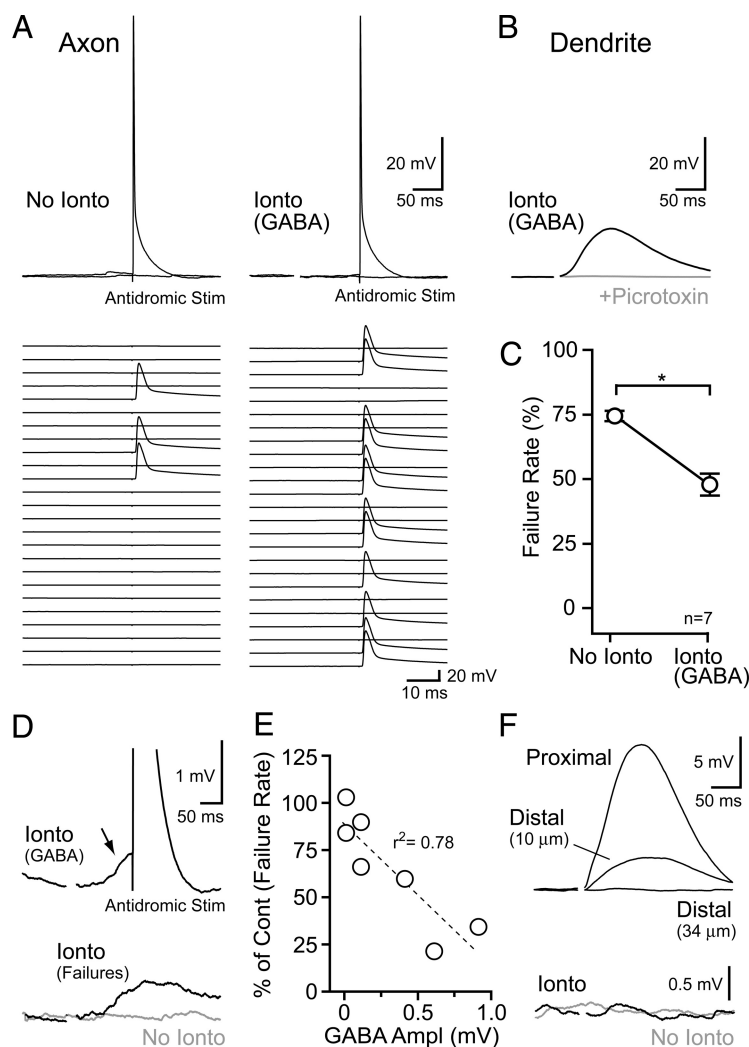 A
Axon
No Ionto
Antidromic Stim
Ionto
(GABA)
20 mV
50 ms
Antidromic Stim
20 mV
10 ms
B
Dendrite
20 mV
50 ms
Ionto
(GABA)
+Picrotoxin
C
Failure Rate (%)
100
75
50
25
0
*
n=7
No Ionto
Ionto
(GABA)
D
1 mV
50 ms
Ionto
(GABA)
Antidromic Stim
Ionto
(Failures)
No Ionto
E
% of Cont (Failure Rate)
125
100
75
50
25
0
r²= 0.78
0
0.5
1.0
GABA Ampl (mV)
F
Proximal
5 mV
50 ms
Distal
(10 μm)
Distal
(34 μm)
Ionto
0.5 mV
No Ionto